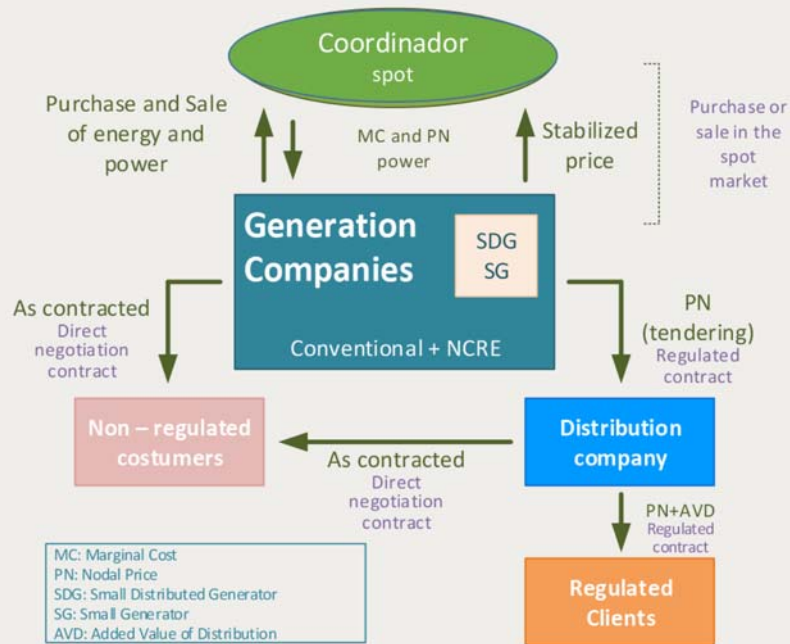 Coordinador
spot
Purchase and Sale
of energy and
power
MC and PN
power
Stabilized
price
Purchase or
sale in the
spot
market
Generation
Companies
SDG
SG
Conventional + NCRE
As contracted
Direct
negotiation
contract
PN
(tendering)
Regulated
contract
Non – regulated
costumers
As contracted
Direct
negotiation
contract
Distribution
company
PN+AVD
Regulated
contract
Regulated
Clients
MC: Marginal Cost
PN: Nodal Price
SDG: Small Distributed Generator
SG: Small Generator
AVD: Added Value of Distribution